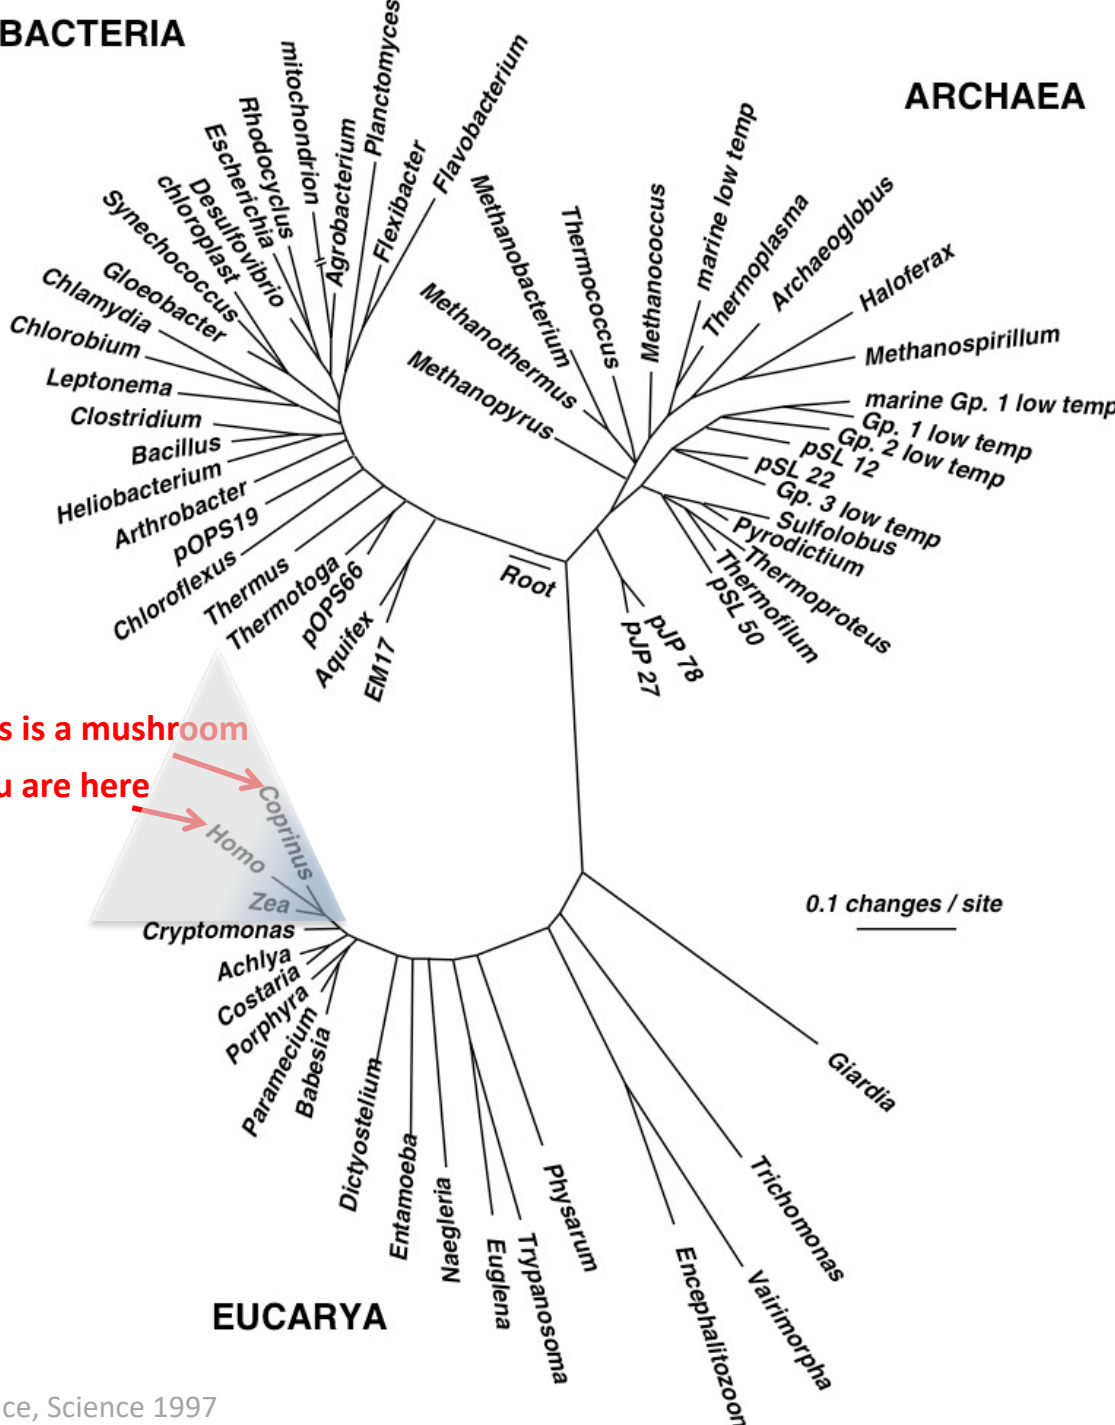 BACTERIA
ARCHAEA
Planctomyces
mitochondrion
Flavobacterium
Rhodocyclus
Escherichia
Agrobacterium
Flexibacter
Desulfovibrio
chloroplast
Synechococcus
Gloeobacter
Chlamydia
Chlorobium
Leptonema
Clostridium
Bacillus
Heliobacterium
Arthrobacter
pOPS19
Chloroflexus
Thermus
Thermotoga
pOPS66
Aquifex
EM17
Root
Methanopyrus
Methanothermus
Methanobacterium
Thermococcus
Methanococcus
marine low temp
Thermoplasma
Archaeoglobus
Haloferax
Methanospirillum
marine Gp. 1 low temp
Gp. 1 low temp
Gp. 2 low temp
pSL 12
pSL 22
Gp. 3 low temp
Sulfolobus
Pyrodictium
Thermoproteus
Thermofilum
pSL 50
pJP 78
pJP 27
s is a mushroom
u are here
Coprinus
Homo
Zea
Cryptomonas
Achlya
Costaria
Porphyra
Paramecium
Babesia
Dictyostelium
Entamoeba
Naegleria
Euglena
Trypanosoma
Physarum
Encephalitozoon
Vairimorpha
Trichomonas
Giardia
0.1 changes / site
EUCARYA
ce, Science 1997